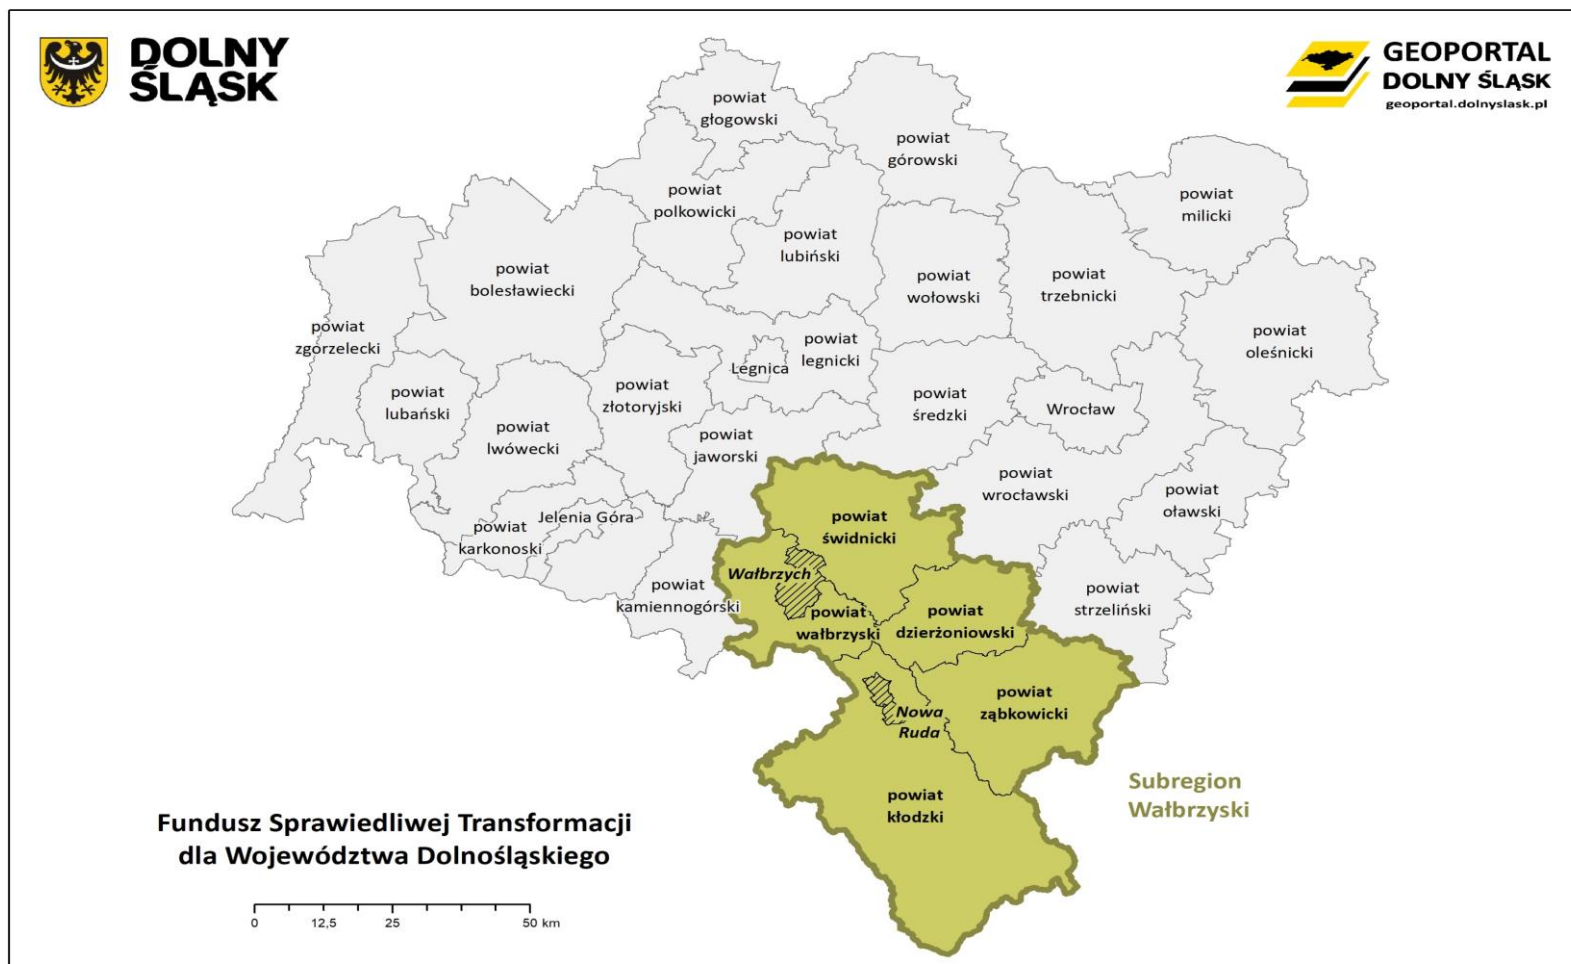 DOLNY
ŚLĄSK
GEOPORTAL
DOLNY ŚLĄSK
geoportal.dolnyslask.pl
powiat
głogowski
powiat
górowski
powiat
polkowicki
powiat
milicki
powiat
lubiński
powiat
bolesławiecki
powiat
wołowski
powiat
trzebnicki
powiat
zgorzelecki
powiat
legnicki
Legnica
powiat
oleśnicki
powiat
lubański
powiat
złotoryjski
powiat
średzki
Wrocław
powiat
lwówecki
powiat
jaworski
powiat
wrocławski
powiat
oławski
Jelenia Góra
powiat
karkonoski
powiat
świdnicki
Wałbrzych
powiat
kamiennogórski
powiat
wałbrzyski
powiat
dzierżoniowski
powiat
strzeliński
powiat
ząbkowicki
Nowa
Ruda
powiat
kłodzki
Subregion
Wałbrzyski
Fundusz Sprawiedliwej Transformacji
dla Województwa Dolnośląskiego
0 12,5 25 50 km